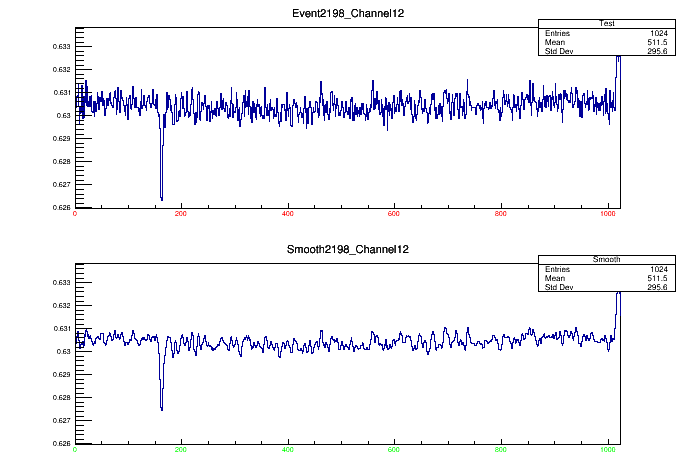 Event2198_Channel12
Test
Entries 1024
Mean 511.5
Std Dev 295.6
0.633
0.632
0.631
0.63
0.629
0.628
0.627
0.626
0 200 400 600 800 1000
Smooth2198_Channel12
Smooth
Entries 1024
Mean 511.5
Std Dev 295.6
0.633
0.632
0.631
0.63
0.629
0.628
0.627
0.626
0 200 400 600 800 1000